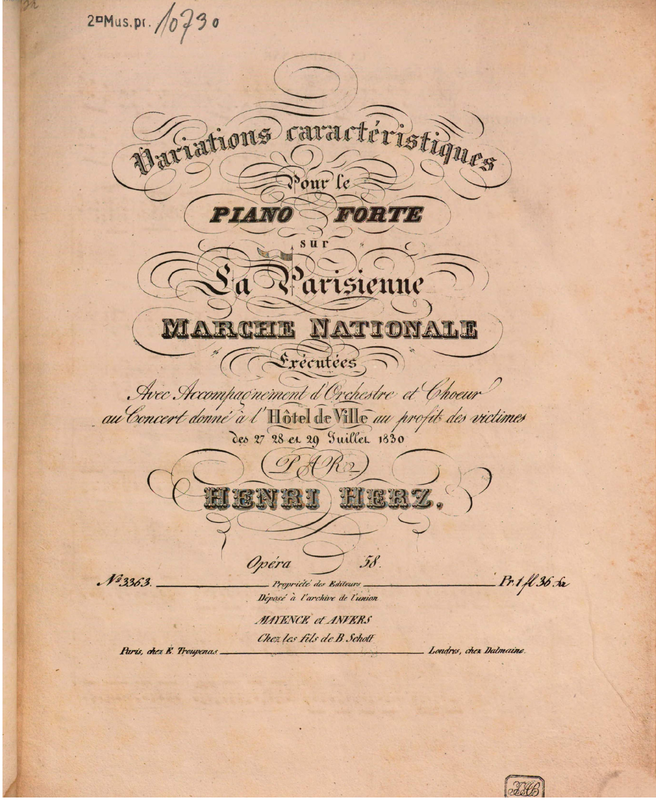 2° Mus. pr. 10730
Variations caractéristiques
Pour le
PIANO FORTE
sur
La Parisienne
MARCHE NATIONALE
Exécutées
Avec Accompagnement d'Orchestre et Choeur
au Concert donné à l'Hôtel de Ville au profit des victimes
des 27 28 et 29 Juillet 1830
PAR
HENRI HERZ.
Opéra 58.
No 3363. Propriété des Editeurs Pr. 1 fl 36 xr
Déposé à l'archive de l'union
MAYENCE et ANVERS
Chez les fils de B. Schott
Paris, chez E. Troupenas Londres, chez Dalmaine.